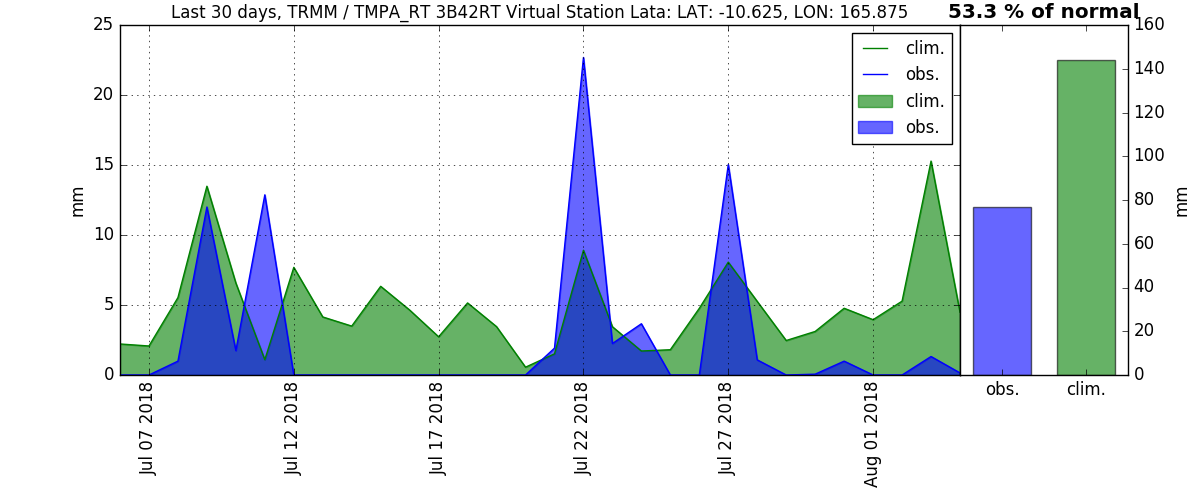 Last 30 days, TRMM / TMPA_RT 3B42RT Virtual Station Lata: LAT: -10.625, LON: 165.875
53.3 % of normal
25
20
15
10
5
0
mm
clim.
obs.
clim.
obs.
160
140
120
100
80
60
40
20
0
mm
Jul 07 2018
Jul 12 2018
Jul 17 2018
Jul 22 2018
Jul 27 2018
Aug 01 2018
obs.
clim.